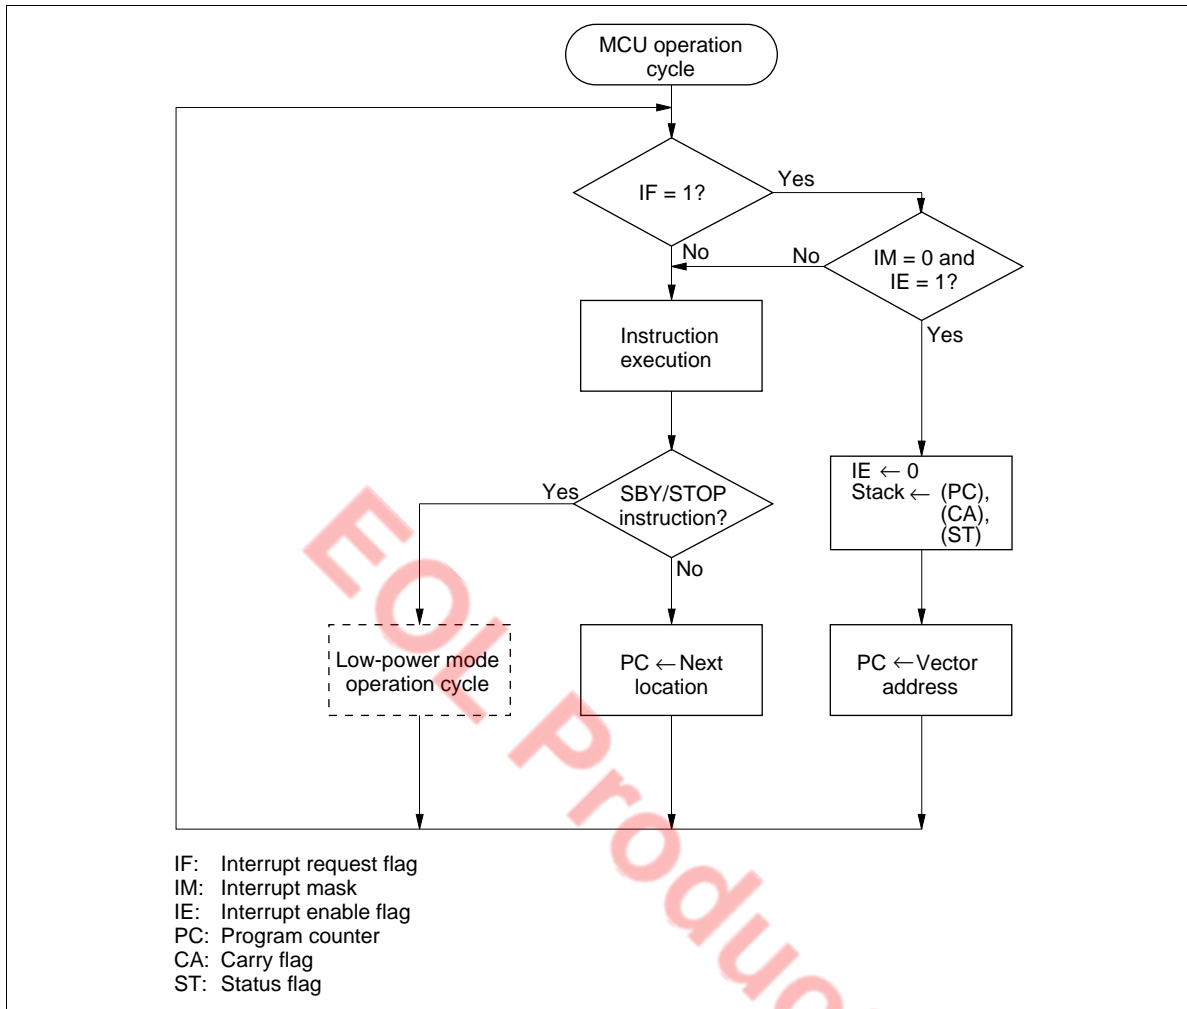 MCU operation
cycle
IF = 1?
Yes
No
IM = 0 and
IE = 1?
No
Yes
Instruction
execution
SBY/STOP
instruction?
Yes
No
IE ← 0
Stack ← (PC),
(CA),
(ST)
Low-power mode
operation cycle
PC ← Next
location
PC ← Vector
address
IF: Interrupt request flag
IM: Interrupt mask
IE: Interrupt enable flag
PC: Program counter
CA: Carry flag
ST: Status flag
EOL Produc